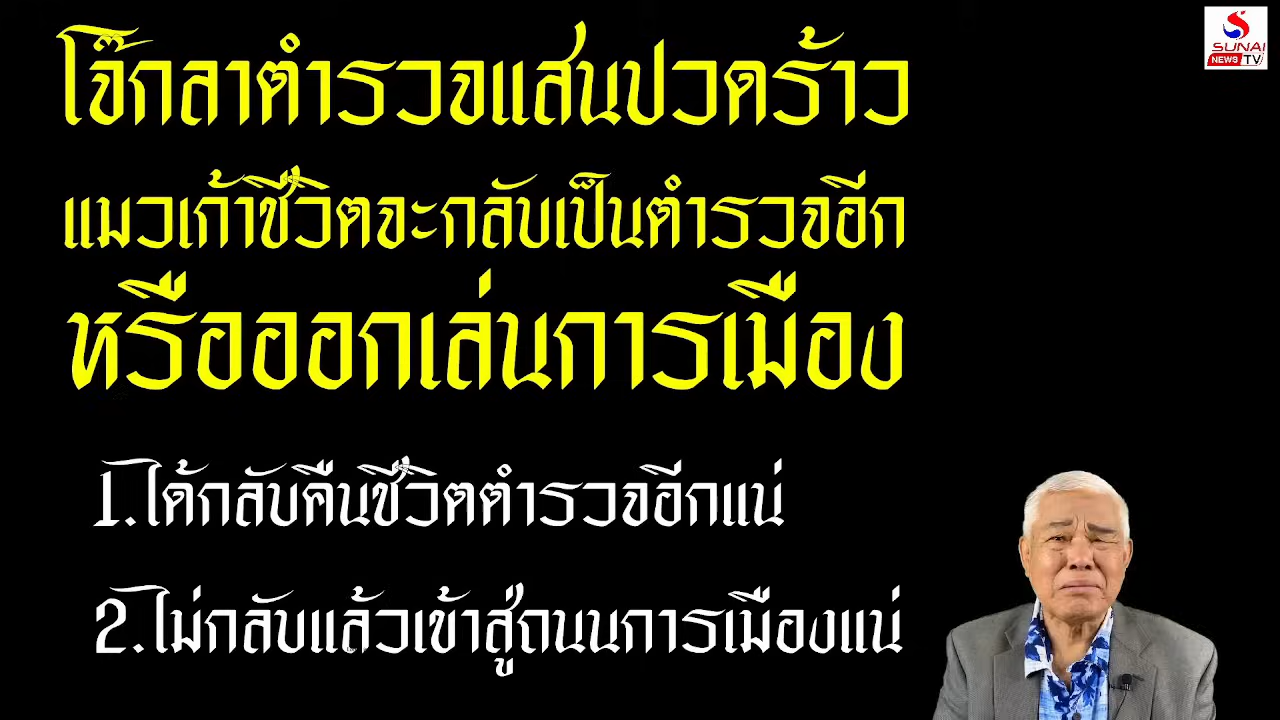 โจ๊กลาตำรวจแสนปวดร้าว
แมวเก้าชีวิตจะกลับเป็นตำรวจอีก
หรือออกเล่นการเมือง
1.ได้กลับคืนชีวิตตำรวจอีกแน่
2.ไม่กลับแล้วเข้าสู่ถนนการเมืองแน่
SUNAI
NEWS TV